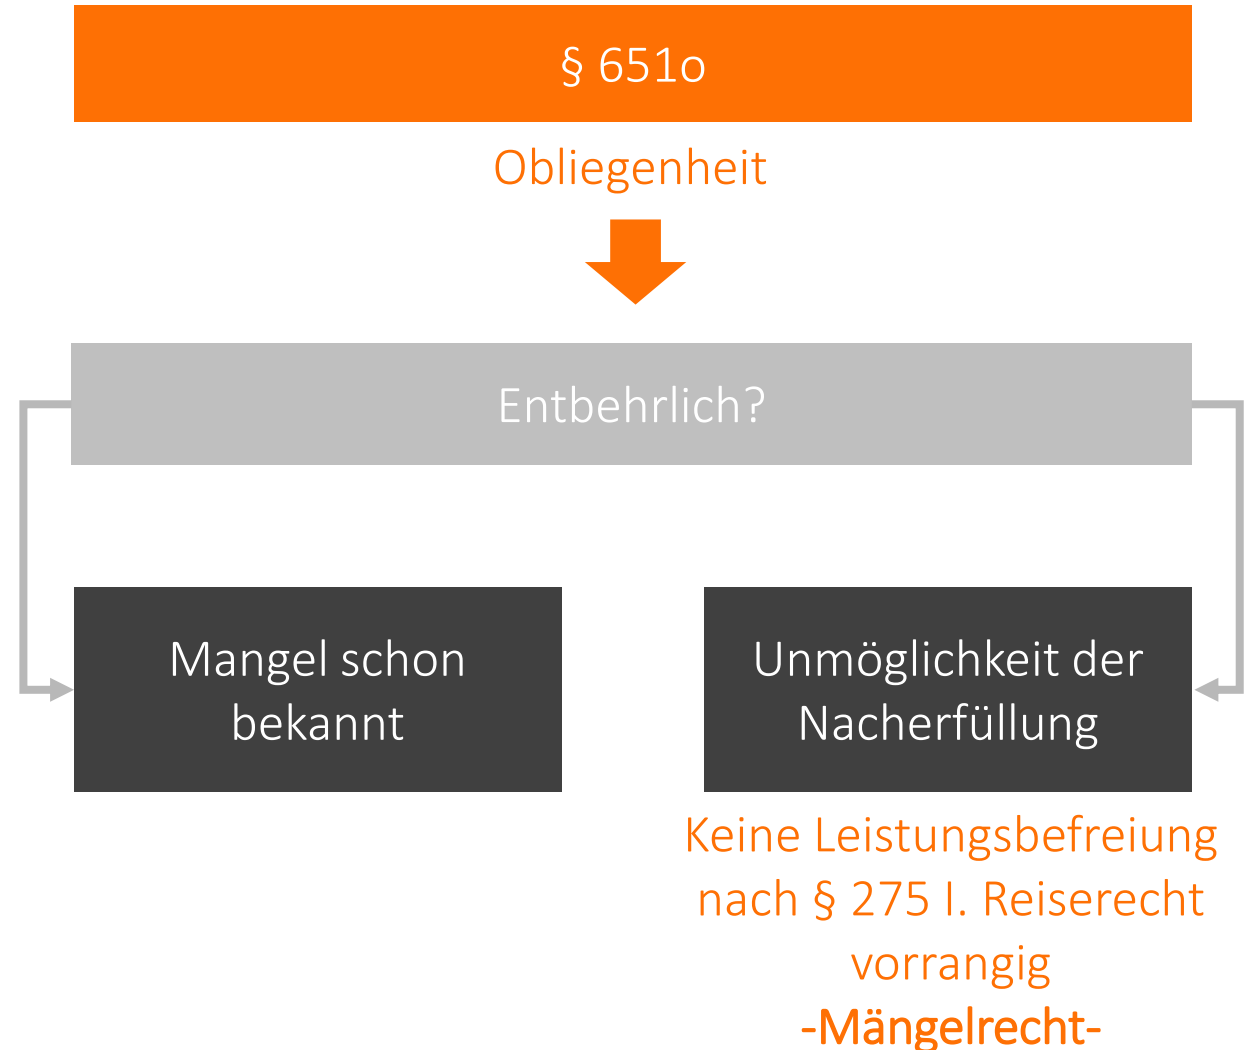 § 651o
Obliegenheit
Entbehrlich?
Mangel schon
bekannt
Unmöglichkeit der
Nacherfüllung
Keine Leistungsbefreiung
nach § 275 I. Reiserecht
vorrangig
-Mängelrecht-